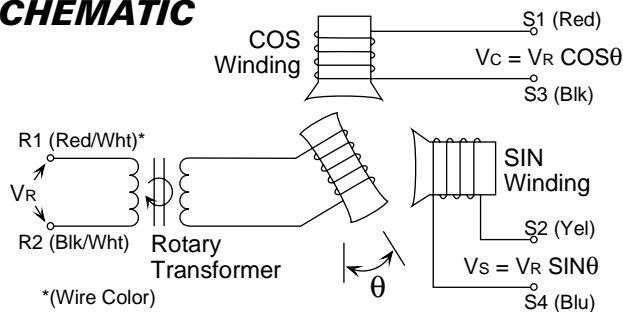 CHEMATIC
COS
Winding
S1 (Red)
VC = VR COSθ
S3 (Blk)
R1 (Red/Wht)*
VR
R2 (Blk/Wht)
Rotary
Transformer
*(Wire Color)
θ
SIN
Winding
S2 (Yel)
VS = VR SINθ
S4 (Blu)